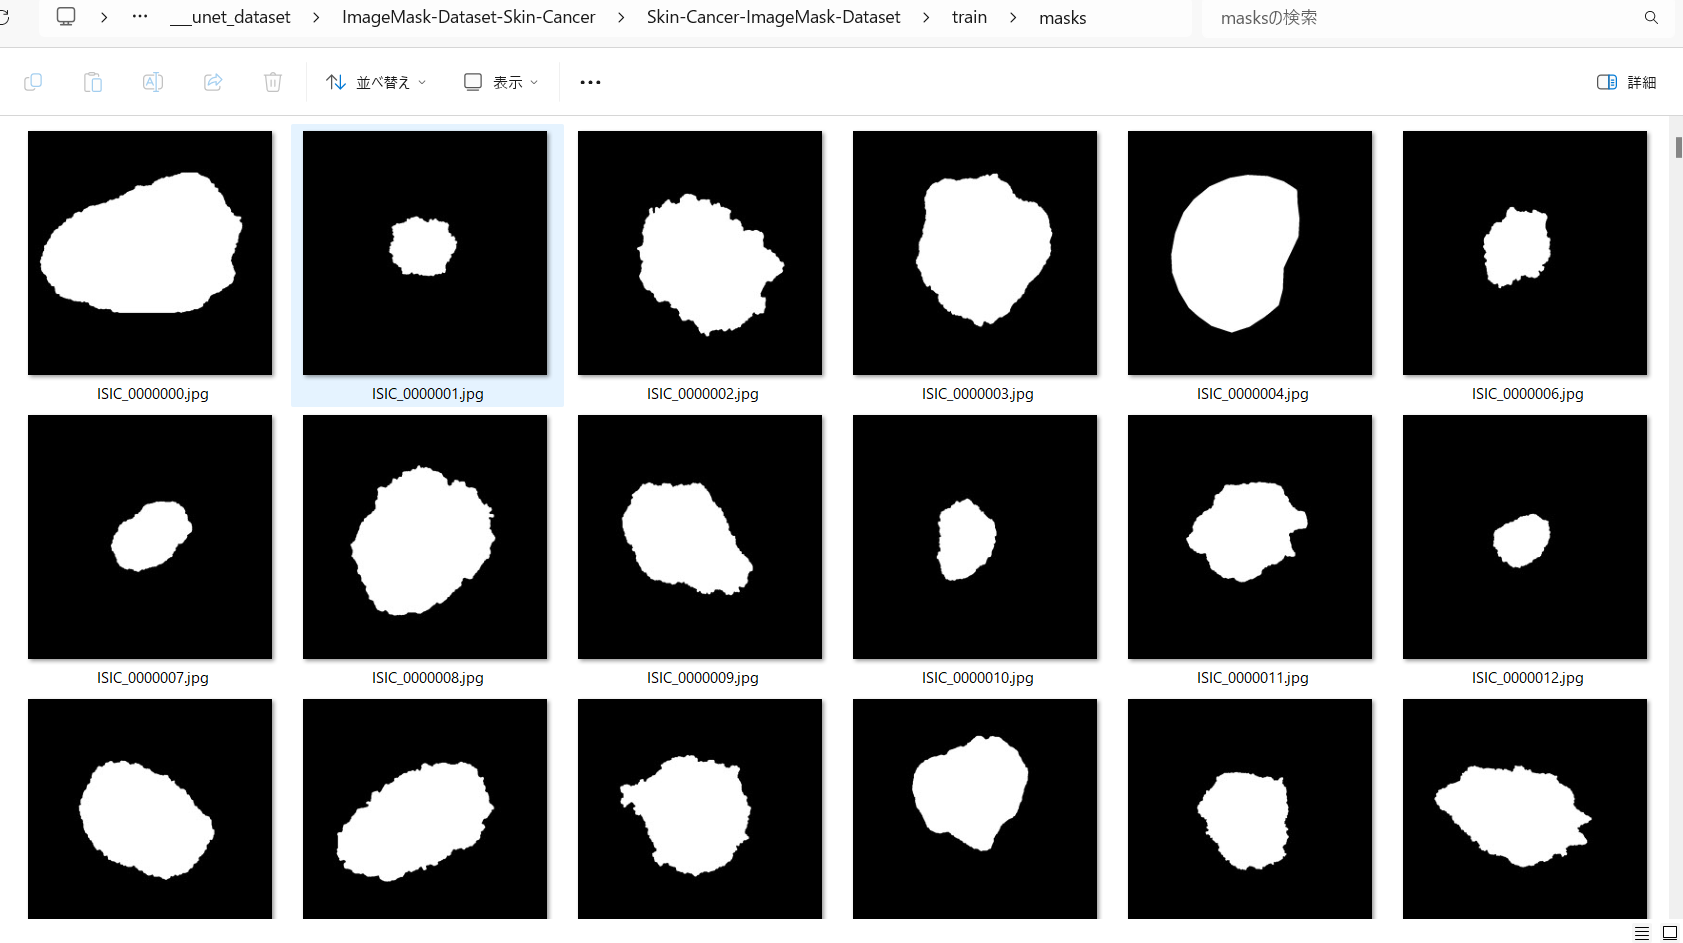 ___unet_dataset > ImageMask-Dataset-Skin-Cancer > Skin-Cancer-ImageMask-Dataset > train > masks
masksの検索
並べ替え 表示 詳細
ISIC_0000000.jpg ISIC_0000001.jpg ISIC_0000002.jpg ISIC_0000003.jpg ISIC_0000004.jpg ISIC_0000006.jpg
ISIC_0000007.jpg ISIC_0000008.jpg ISIC_0000009.jpg ISIC_0000010.jpg ISIC_0000011.jpg ISIC_0000012.jpg